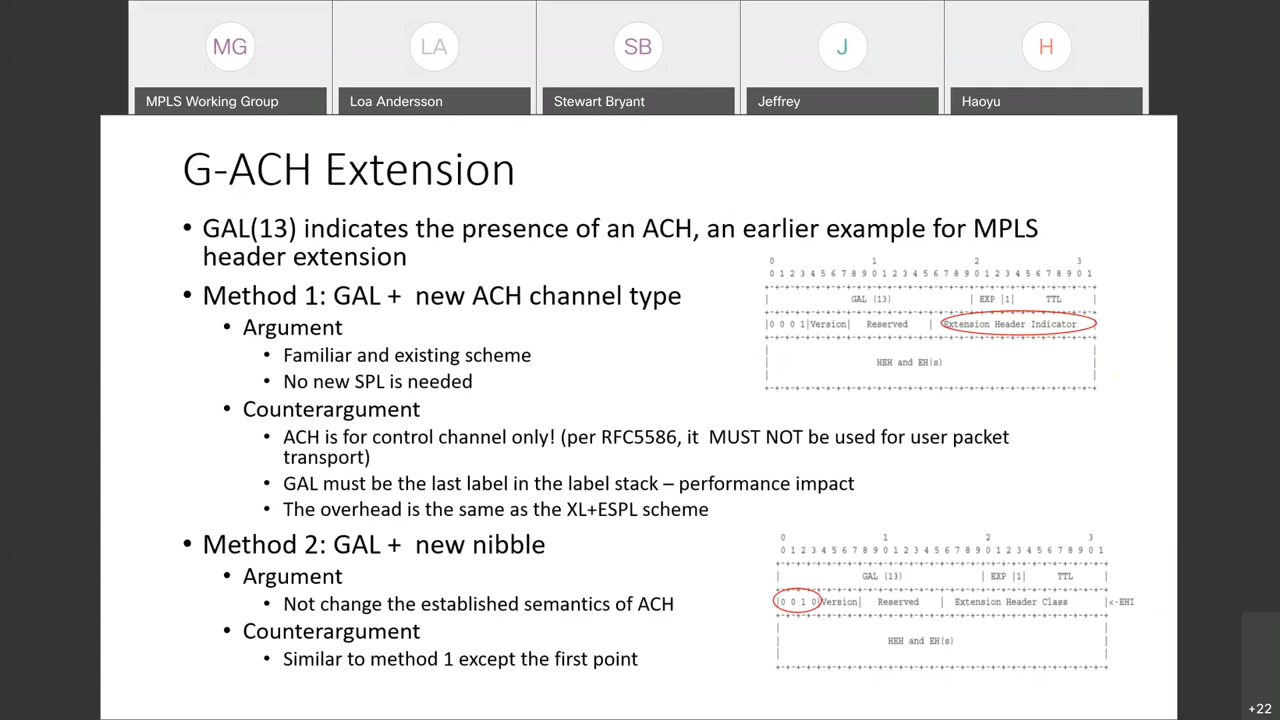 MG
LA
SB
J
H
MPLS Working Group
Loa Andersson
Stewart Bryant
Jeffrey
Haoyu
G-ACH Extension
• GAL(13) indicates the presence of an ACH, an earlier example for MPLS
header extension
• Method 1: GAL + new ACH channel type
• Argument
• Familiar and existing scheme
• No new SPL is needed
• Counterargument
• ACH is for control channel only! (per RFC5586, it MUST NOT be used for user packet
transport)
• GAL must be the last label in the label stack – performance impact
• The overhead is the same as the XL+ESPL scheme
0 1 2 3
0 1 2 3 4 5 6 7 8 9 0 1 2 3 4 5 6 7 8 9 0 1 2 3 4 5 6 7 8 9 0 1
+-+-+-+-+-+-+-+-+-+-+-+-+-+-+-+-+-+-+-+-+-+-+-+-+-+-+-+-+-+-+-+-+
| GAL (13) | EXP |1| TTL |
+-+-+-+-+-+-+-+-+-+-+-+-+-+-+-+-+-+-+-+-+-+-+-+-+-+-+-+-+-+-+-+-+
|0 0 0 1|Version| Reserved | Extension Header Indicator |
+-+-+-+-+-+-+-+-+-+-+-+-+-+-+-+-+-+-+-+-+-+-+-+-+-+-+-+-+-+-+-+-+
| |
| HEH and EH(s) |
| |
+-+-+-+-+-+-+-+-+-+-+-+-+-+-+-+-+-+-+-+-+-+-+-+-+-+-+-+-+-+-+-+-+
• Method 2: GAL + new nibble
• Argument
• Not change the established semantics of ACH
• Counterargument
• Similar to method 1 except the first point
0 1 2 3
0 1 2 3 4 5 6 7 8 9 0 1 2 3 4 5 6 7 8 9 0 1 2 3 4 5 6 7 8 9 0 1
+-+-+-+-+-+-+-+-+-+-+-+-+-+-+-+-+-+-+-+-+-+-+-+-+-+-+-+-+-+-+-+-+
| GAL (13) | EXP |1| TTL |
+-+-+-+-+-+-+-+-+-+-+-+-+-+-+-+-+-+-+-+-+-+-+-+-+-+-+-+-+-+-+-+-+
|0 0 1 0|Version| Reserved | Extension Header Class |<-EHI
+-+-+-+-+-+-+-+-+-+-+-+-+-+-+-+-+-+-+-+-+-+-+-+-+-+-+-+-+-+-+-+-+
| |
| HEH and EH(s) |
| |
+-+-+-+-+-+-+-+-+-+-+-+-+-+-+-+-+-+-+-+-+-+-+-+-+-+-+-+-+-+-+-+-+
+22